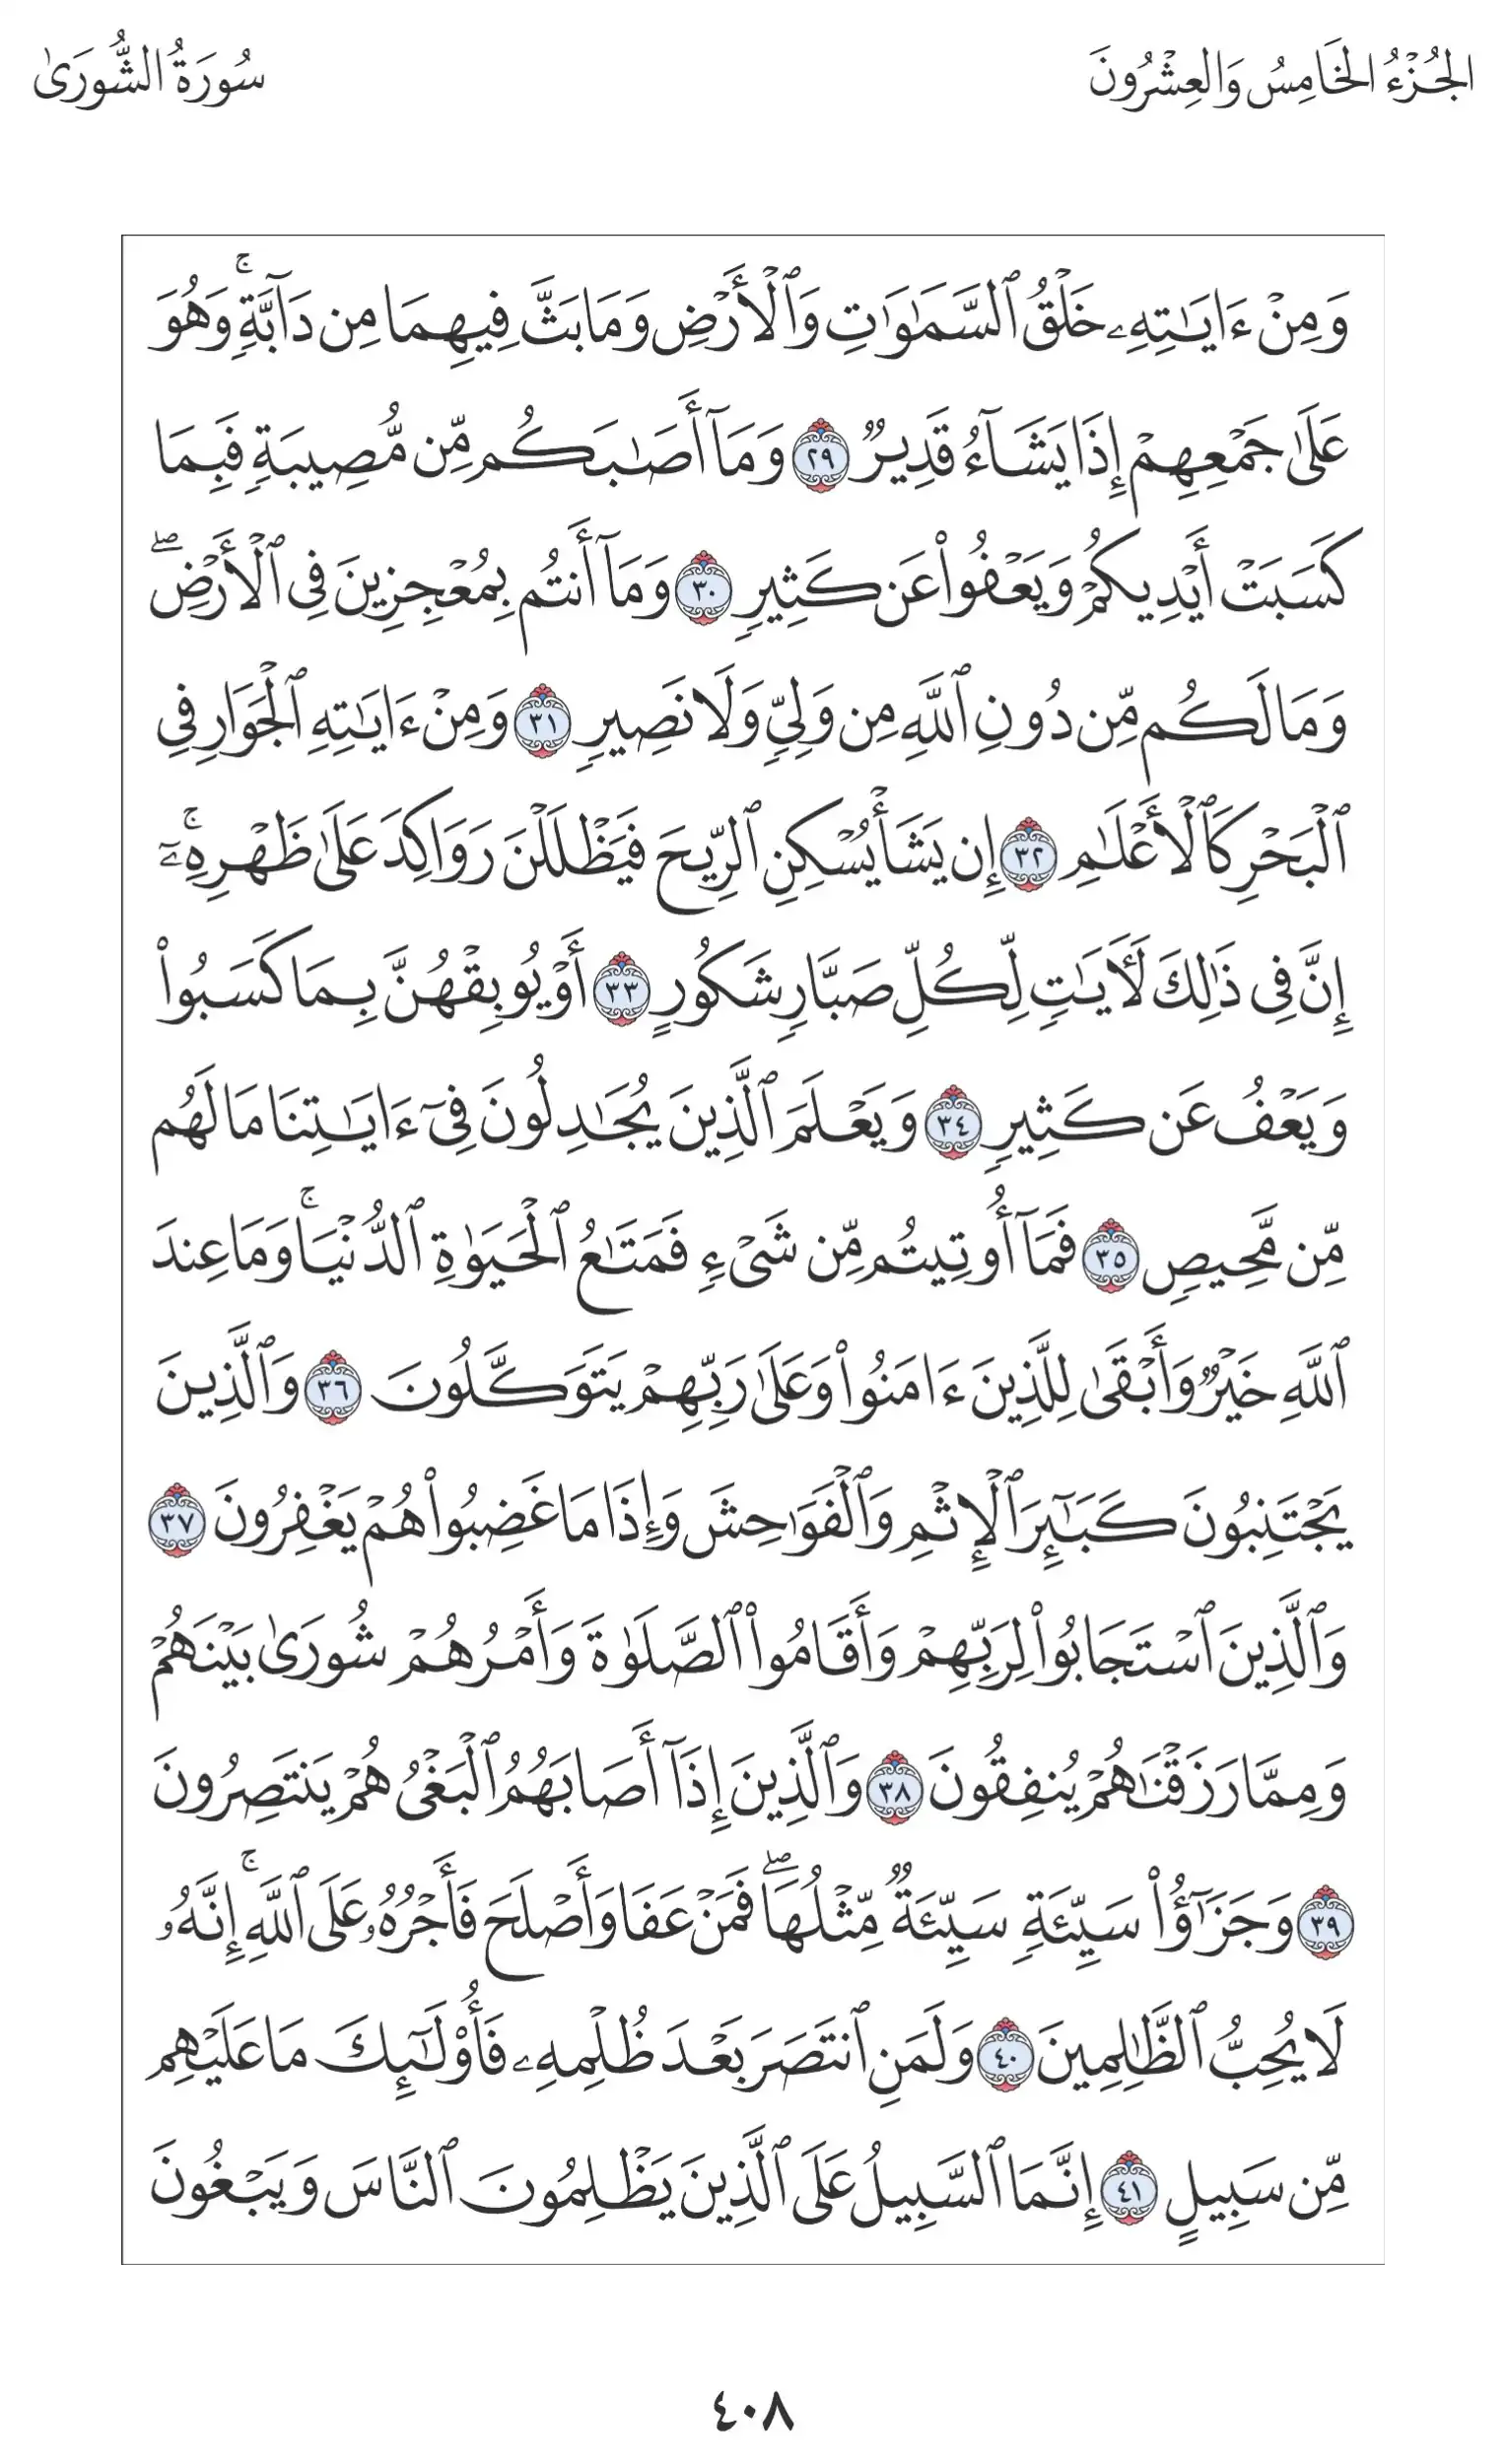 الجُزْءُ الخَامِسُ وَالعِشْرُونَ
سُورَةُ الشُّورَىٰ
وَمِنْ ءَايَٰتِهِۦ خَلْقُ ٱلسَّمَٰوَٰتِ وَٱلْأَرْضِ وَمَا بَثَّ فِيهِمَا مِن دَآبَّةٍۚ وَهُوَ
عَلَىٰ جَمْعِهِمْ إِذَا يَشَآءُ قَدِيرٌ ٢٩ وَمَآ أَصَٰبَكُم مِّن مُّصِيبَةٍ فَبِمَا
كَسَبَتْ أَيْدِيكُمْ وَيَعْفُوا۟ عَن كَثِيرٍ ٣٠ وَمَآ أَنتُم بِمُعْجِزِينَ فِى ٱلْأَرْضِۖ
وَمَا لَكُم مِّن دُونِ ٱللَّهِ مِن وَلِىٍّ وَلَا نَصِيرٍ ٣١ وَمِنْ ءَايَٰتِهِ ٱلْجَوَارِ فِى
ٱلْبَحْرِ كَٱلْأَعْلَٰمِ ٣٢ إِن يَشَأْ يُسْكِنِ ٱلرِّيحَ فَيَظْلَلْنَ رَوَاكِدَ عَلَىٰ ظَهْرِهِۦٓۚ
إِنَّ فِى ذَٰلِكَ لَـَٔايَٰتٍ لِّكُلِّ صَبَّارٍ شَكُورٍ ٣٣ أَوْ يُوبِقْهُنَّ بِمَا كَسَبُوا۟
وَيَعْفُ عَن كَثِيرٍ ٣٤ وَيَعْلَمَ ٱلَّذِينَ يُجَٰدِلُونَ فِىٓ ءَايَٰتِنَا مَا لَهُم
مِّن مَّحِيصٍ ٣٥ فَمَآ أُوتِيتُم مِّن شَىْءٍ فَمَتَٰعُ ٱلْحَيَوٰةِ ٱلدُّنْيَاۚ وَمَا عِندَ
ٱللَّهِ خَيْرٌ وَأَبْقَىٰ لِلَّذِينَ ءَامَنُوا۟ وَعَلَىٰ رَبِّهِمْ يَتَوَكَّلُونَ ٣٦ وَٱلَّذِينَ
يَجْتَنِبُونَ كَبَٰٓئِرَ ٱلْإِثْمِ وَٱلْفَوَٰحِشَ وَإِذَا مَا غَضِبُوا۟ هُمْ يَغْفِرُونَ ٣٧
وَٱلَّذِينَ ٱسْتَجَابُوا۟ لِرَبِّهِمْ وَأَقَامُوا۟ ٱلصَّلَوٰةَ وَأَمْرُهُمْ شُورَىٰ بَيْنَهُمْ
وَمِمَّا رَزَقْنَٰهُمْ يُنفِقُونَ ٣٨ وَٱلَّذِينَ إِذَآ أَصَابَهُمُ ٱلْبَغْىُ هُمْ يَنتَصِرُونَ
٣٩ وَجَزَٰٓؤُا۟ سَيِّئَةٍ سَيِّئَةٌ مِّثْلُهَاۖ فَمَنْ عَفَا وَأَصْلَحَ فَأَجْرُهُۥ عَلَى ٱللَّهِۚ إِنَّهُۥ
لَا يُحِبُّ ٱلظَّٰلِمِينَ ٤٠ وَلَمَنِ ٱنتَصَرَ بَعْدَ ظُلْمِهِۦ فَأُو۟لَٰٓئِكَ مَا عَلَيْهِم
مِّن سَبِيلٍ ٤١ إِنَّمَا ٱلسَّبِيلُ عَلَى ٱلَّذِينَ يَظْلِمُونَ ٱلنَّاسَ وَيَبْغُونَ
٤٠٨